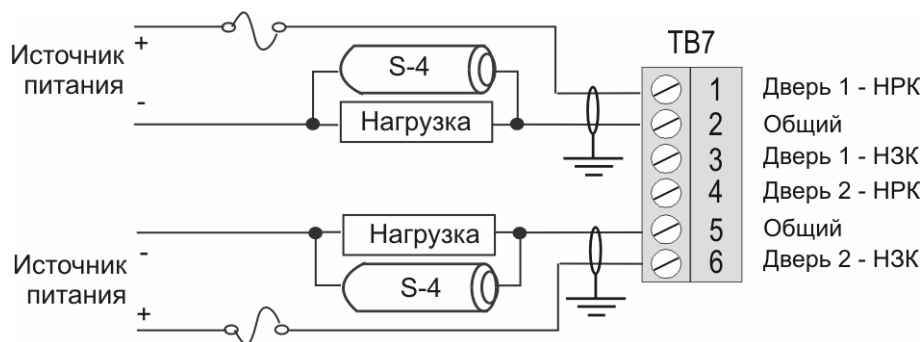 Источник
питания
+
-
S-4
Нагрузка
TB7
1 Дверь 1 - НРК
2 Общий
3 Дверь 1 - НЗК
4 Дверь 2 - НРК
5 Общий
6 Дверь 2 - НЗК
Источник
питания
-
+
Нагрузка
S-4